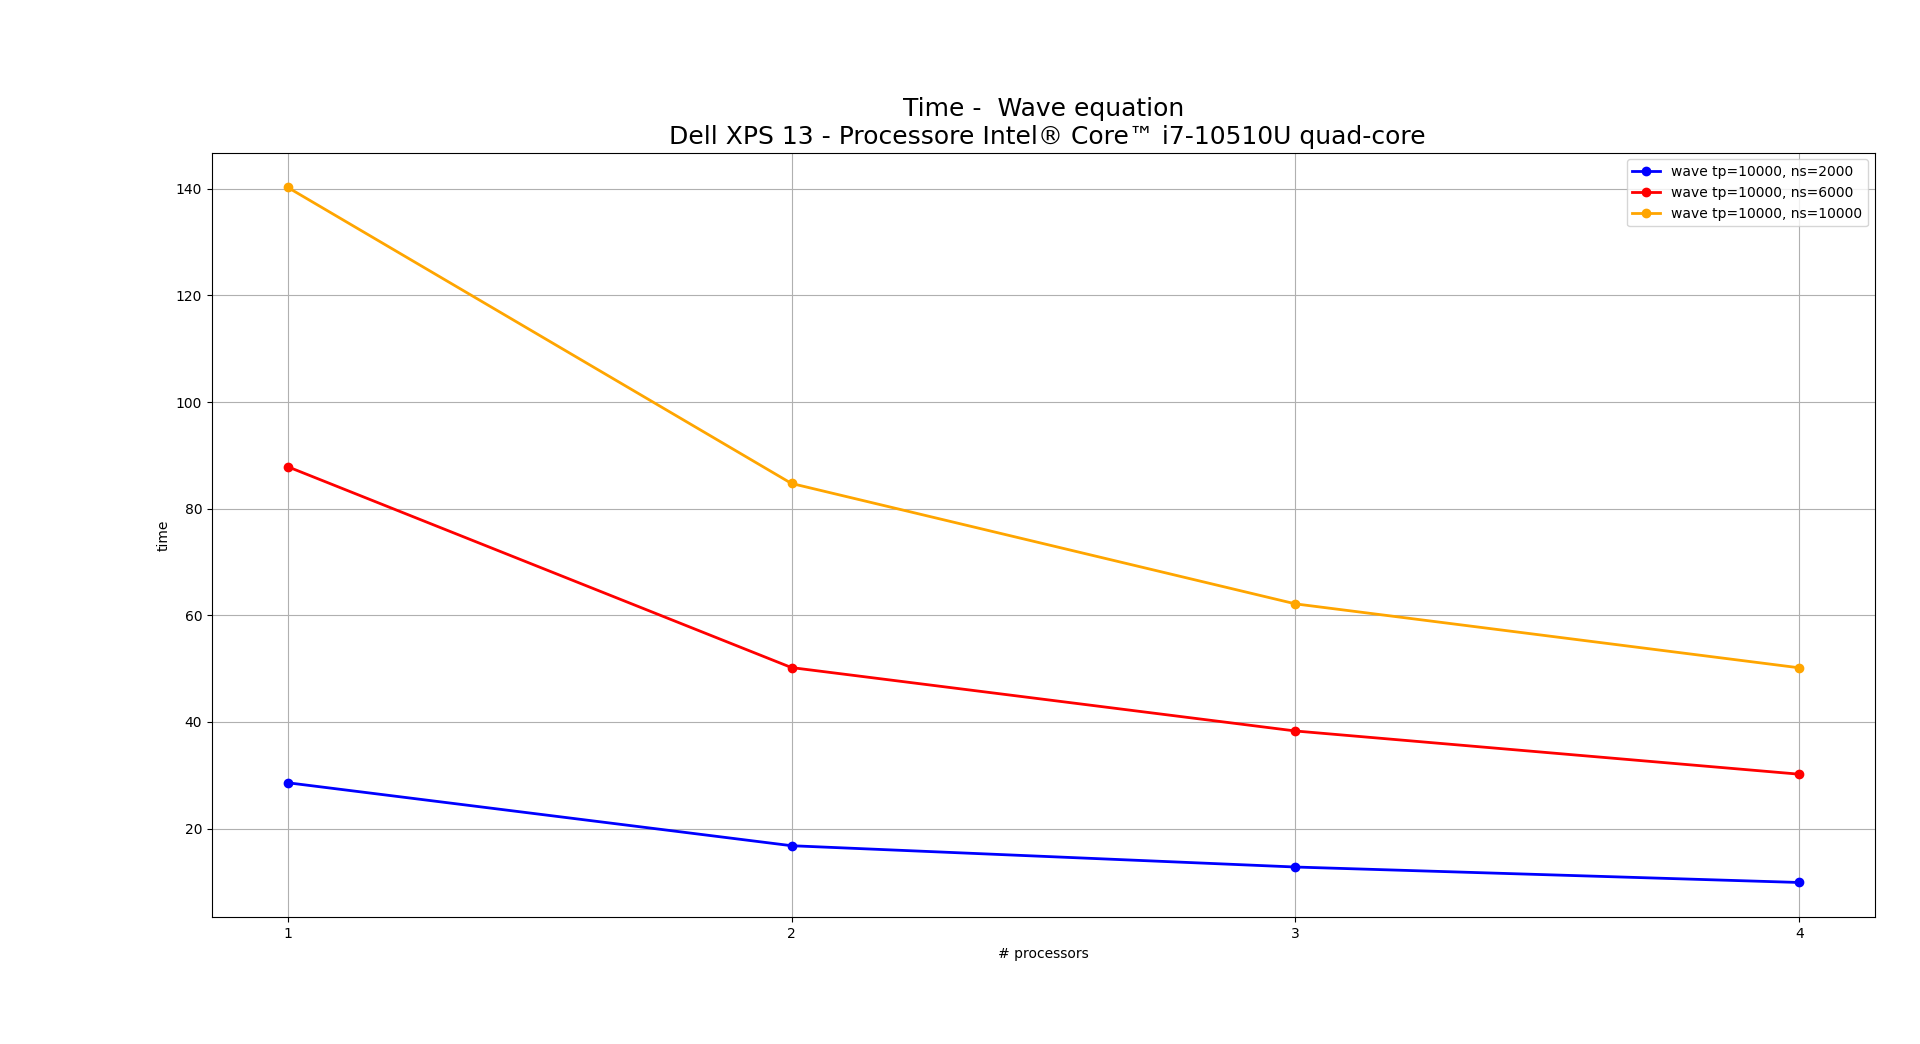 Time -  Wave equation
Dell XPS 13 - Processore Intel® Core™ i7-10510U quad-core
wave tp=10000, ns=2000
wave tp=10000, ns=6000
wave tp=10000, ns=10000
140
120
100
80
60
40
20
time
1 2 3 4
# processors